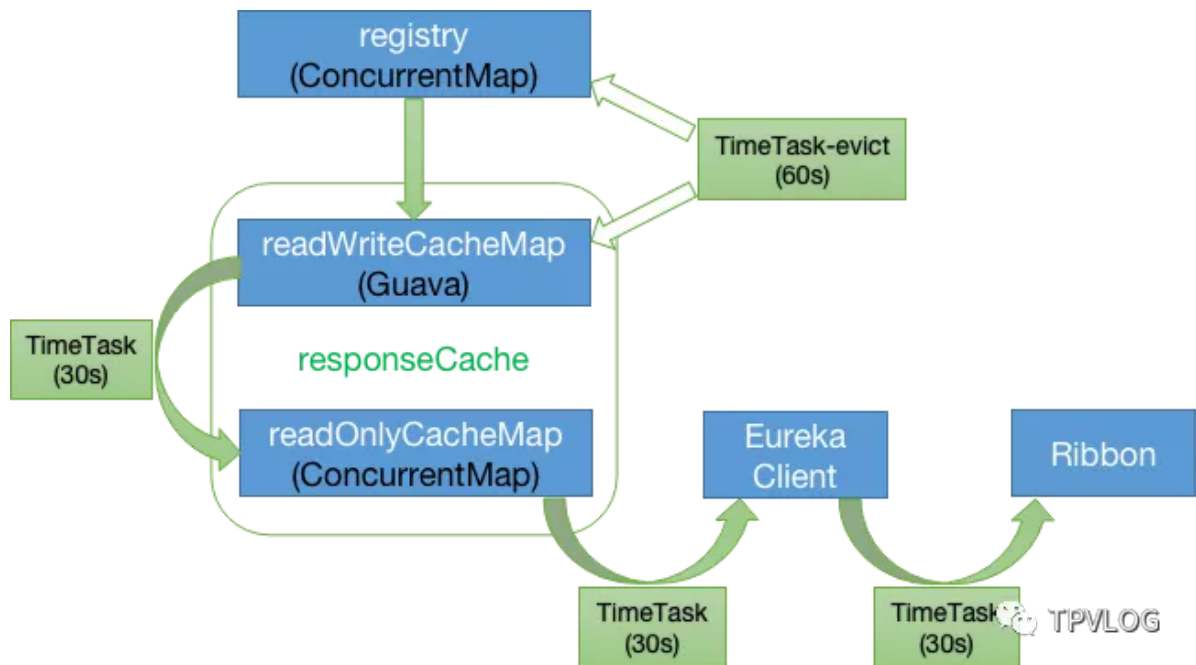 registry
(ConcurrentMap)
TimeTask-evict
(60s)
readWriteCacheMap
(Guava)
TimeTask
(30s)
responseCache
readOnlyCacheMap
(ConcurrentMap)
Eureka
Client
Ribbon
TimeTask
(30s)
TimeTask
(30s)
TPVLOG